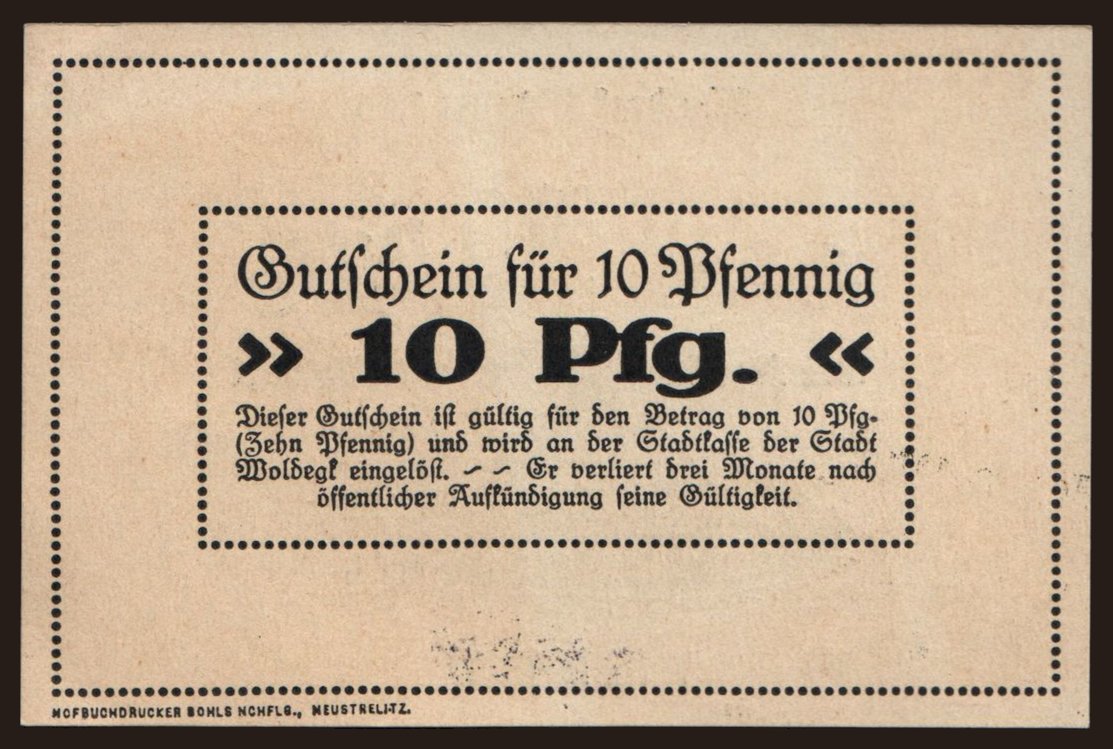 Gutschein für 10 Pfennig
» 10 Pfg. «
Dieser Gutschein ist gültig für den Betrag von 10 Pfg-
(Zehn Pfennig) und wird an der Stadtkasse der Stadt
Woldegk eingelöst. ~ ~ Er verliert drei Monate nach
öffentlicher Aufkündigung seine Gültigkeit.
HOFBUCHDRUCKER BOHLS NCHFLG., NEUSTRELITZ.